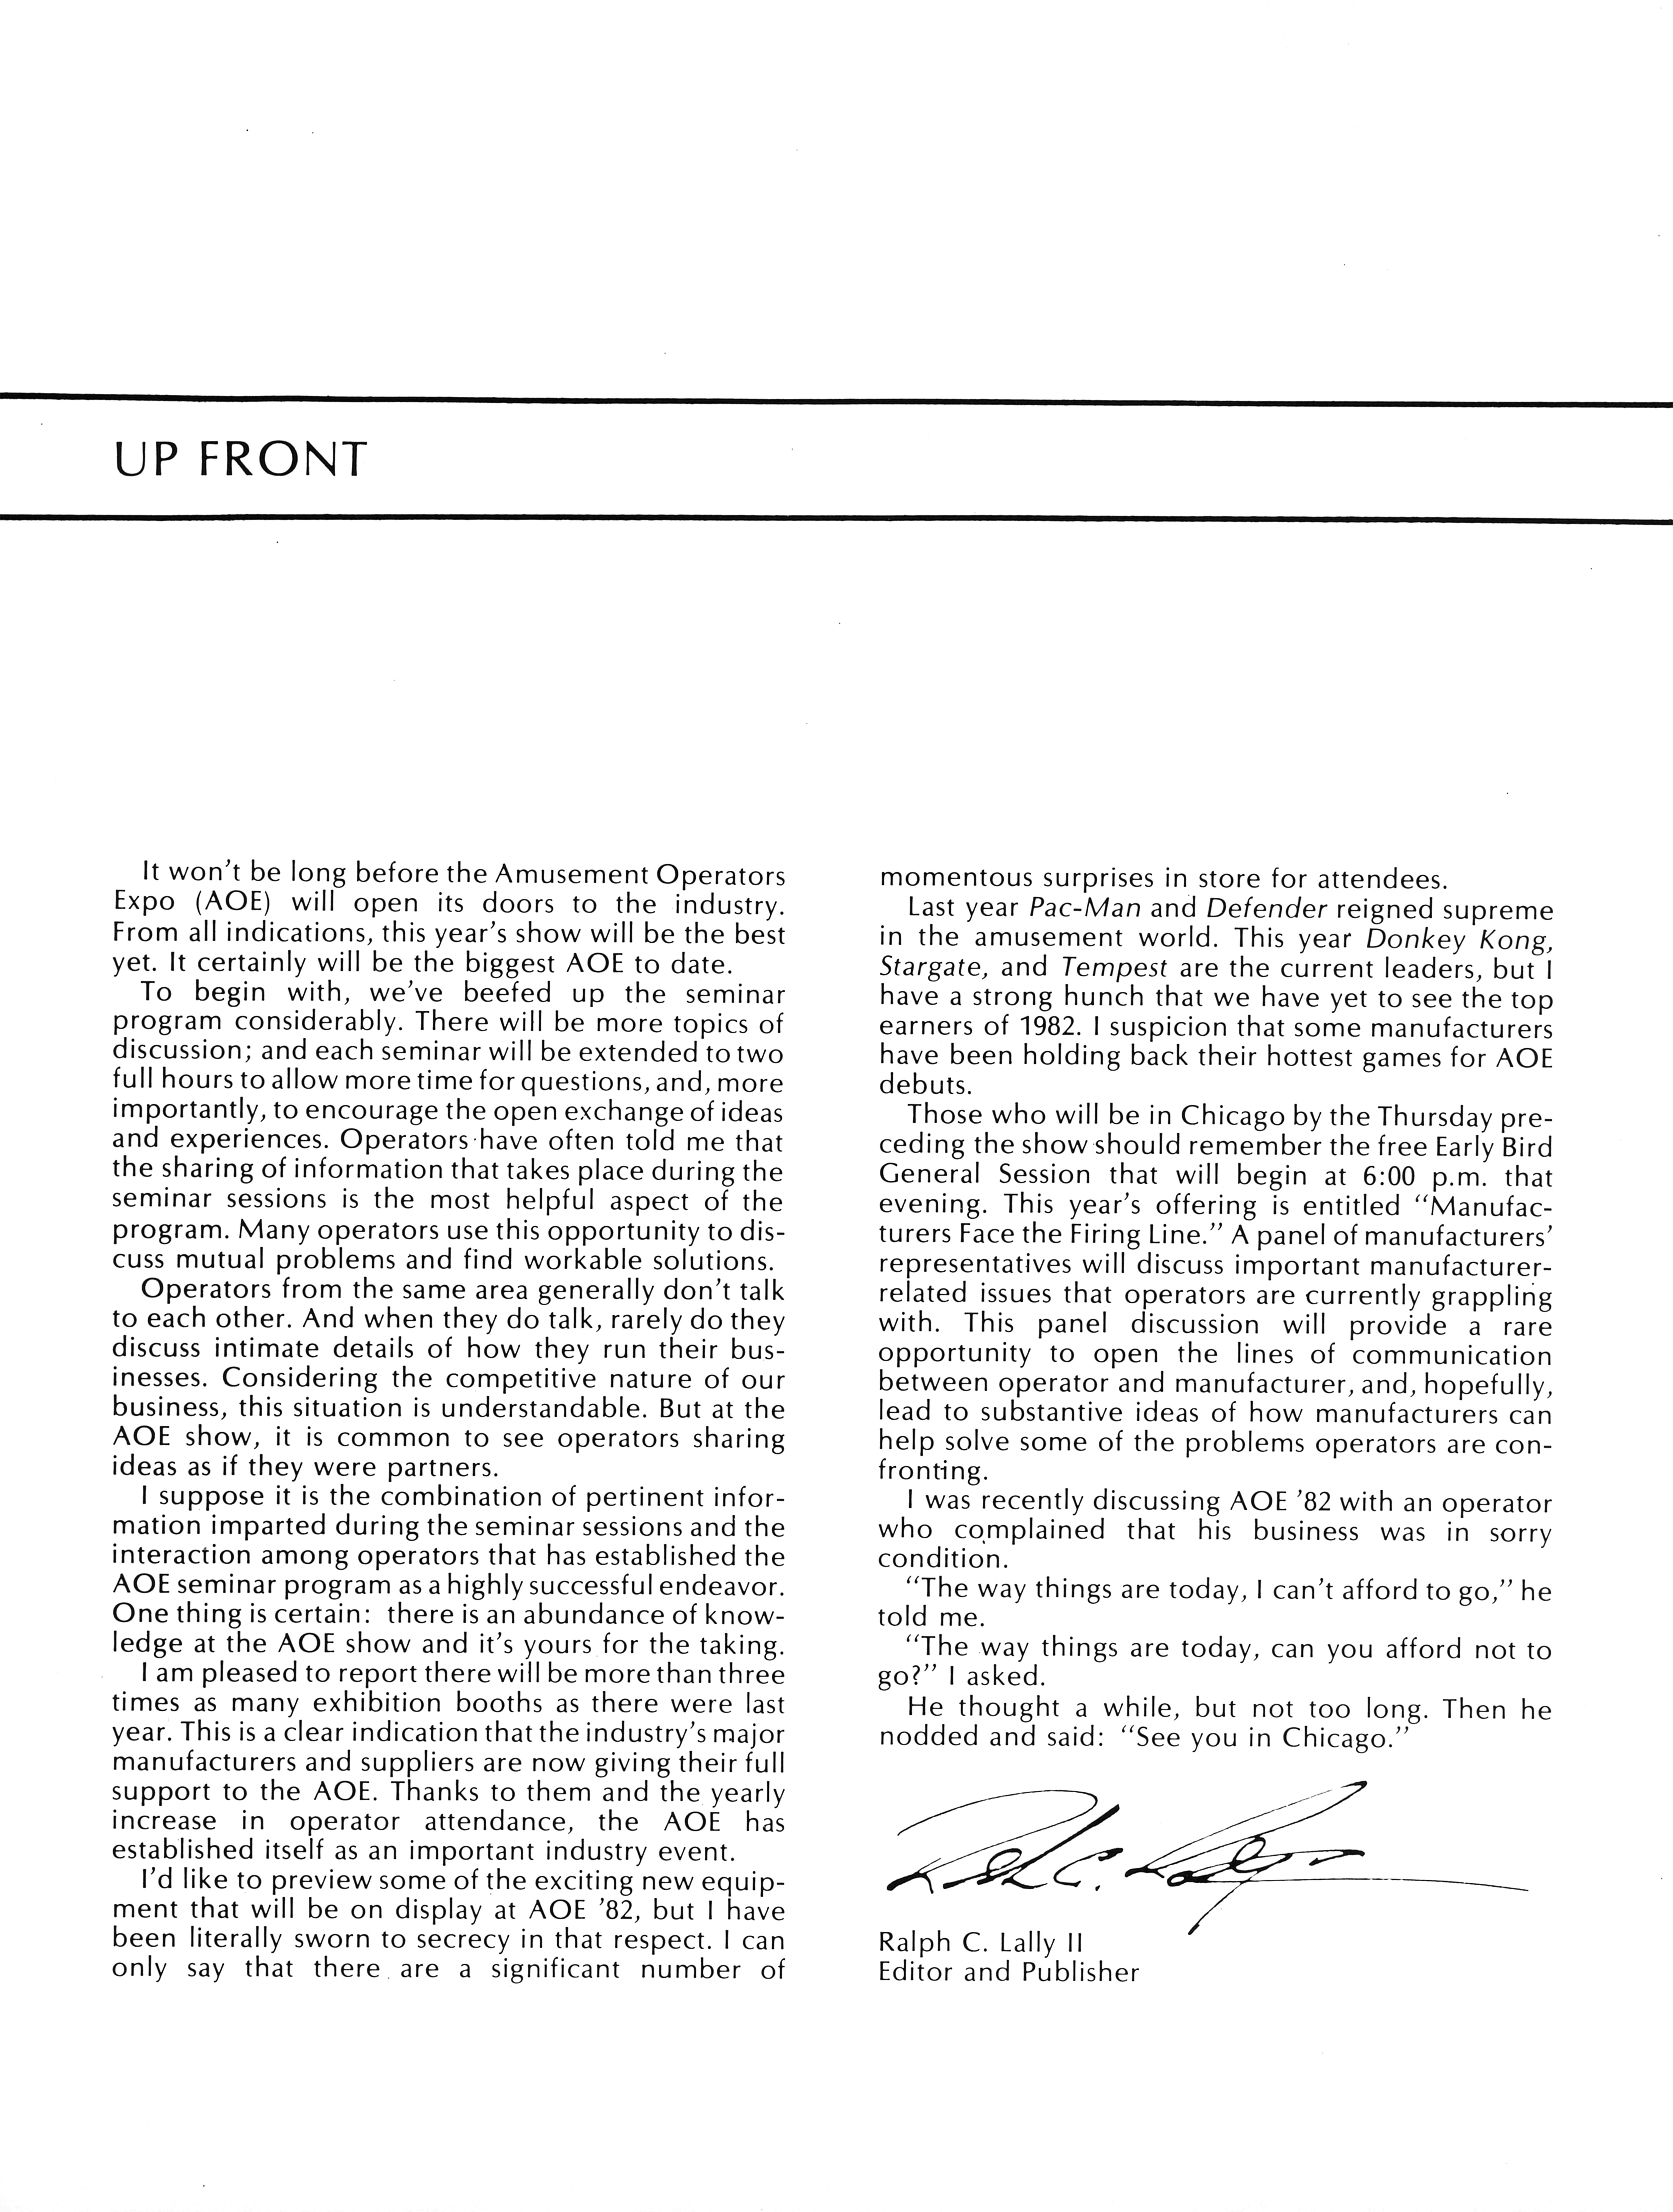 UP FRONT
It won't be long before the Amusement Operators
Expo (AOE) will open its doors to the industry.
From all indications, this year's show will be the best
yet. It certainly will be the biggest AOE to date.
To begin with, we've beefed up the seminar
program considerably. There will be more topics of
discussion; and each seminar will be extended to two
full hours to allow more time for questions, and, more
importantly, to encourage the open exchange of ideas
and experiences. Operators have often told me that
the sharing of information that takes place during the
seminar sessions is the most helpful aspect of the
program. Many operators use this opportunity to dis-
cuss mutual problems and find workable solutions.
Operators from the same area generally don't talk
to each other. And when they do talk, rarely do they
discuss intimate details of how they run their bus-
inesses. Considering the competitive nature of our
business, this situation is understandable. But at the
AOE show, it is common to see operators sharing
ideas as if they were partners.
I suppose it is the combination of pertinent infor-
mation imparted during the seminar sessions and the
interaction among operators that has established the
AOE seminar program as a highly successful endeavor.
One thing is certain: there is an abundance of know-
ledge at the AOE show and it's yours for the taking.
I am pleased to report there will be more than three
times as many exhibition booths as there were last
year. This is a clear indication that the industry's major
manufacturers and suppliers are now giving their full
support to the AOE. Thanks to them and the yearly
increase in operator attendance, the AOE has
established itself as an important industry event.
I'd like to preview some of the exciting new equip-
ment that will be on display at AOE '82, but I have
been literally sworn to secrecy in that respect. I can
only say that there are a significant number of
momentous surprises in store for attendees.
Last year Pac-Man and Defender reigned supreme
in the amusement world. This year Donkey Kong,
Stargate, and Tempest are the current leaders, but I
have a strong hunch that we have yet to see the top
earners of 1982. I suspicion that some manufacturers
have been holding back their hottest games for AOE
debuts.
Those who will be in Chicago by the Thursday pre-
ceding the show should remember the free Early Bird
General Session that will begin at 6:00 p.m. that
evening. This year's offering is entitled “Manufac-
turers Face the Firing Line.” A panel of manufacturers'
representatives will discuss important manufacturer-
related issues that operators are currently grappling
with. This panel discussion will provide a rare
opportunity to open the lines of communication
between operator and manufacturer, and, hopefully,
lead to substantive ideas of how manufacturers can
help solve some of the problems operators are con-
fronting.
I was recently discussing AOE '82 with an operator
who complained that his business was in sorry
condition.
“The way things are today, I can't afford to go,” he
told me.
“The way things are today, can you afford not to
go?” I asked.
He thought a while, but not too long. Then he
nodded and said: “See you in Chicago.”
Ralph C. Lally
Ralph C. Lally II
Editor and Publisher